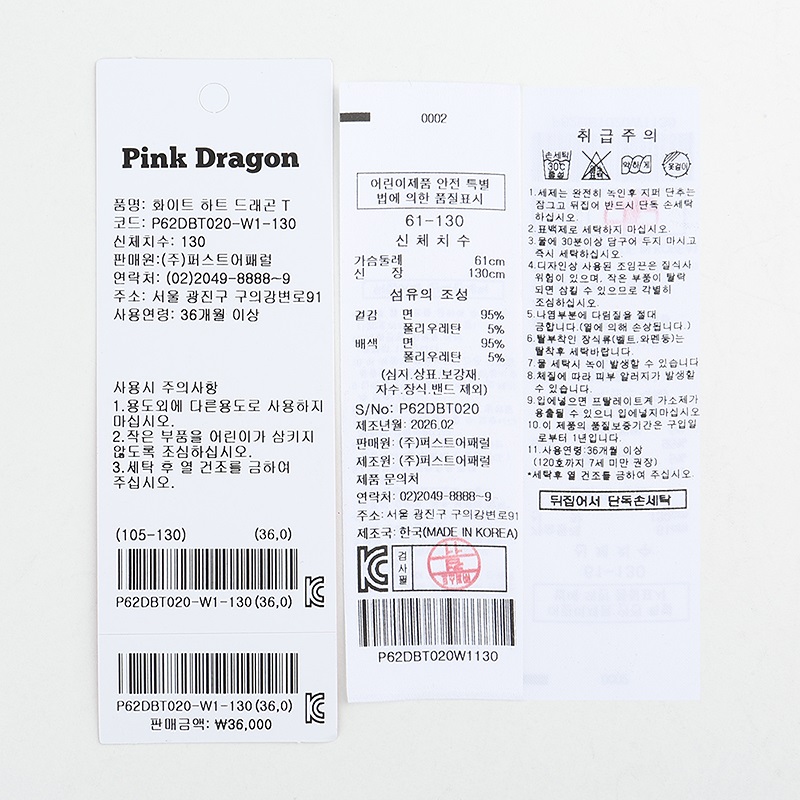 Pink Dragon
품명: 화이트 하트 드래곤 T
코드: P62DBT020-W1-130
신체치수: 130
판매원:(주)퍼스트어패럴
연락처: (02)2049-8888~9
주소: 서울 광진구 구의강변로91
사용연령: 36개월 이상
사용시 주의사항
1.용도외에 다른용도로 사용하지
마십시오.
2.작은 부품을 어린이가 삼키지
않도록 조심하십시오.
3.세탁 후 열 건조를 금하여
주십시오.
(105-130) (36,0)
P62DBT020-W1-130(36,0)
P62DBT020-W1-130(36,0)
판매금액: ₩36,000
0002
어린이제품 안전 특별
법에 의한 품질표시
61-130
신체치수
가슴둘레 61cm
신 장 130cm
섬유의 조성
겉감 면 95%
폴리우레탄 5%
배색 면 95%
폴리우레탄 5%
(심지.상표.보강재.
자수.장식.밴드 제외)
S/No: P62DBT020
제조년월: 2026.02
판매원: (주)퍼스트어패럴
제조원: (주)퍼스트어패럴
제품 문의처
연락처: 02)2049-8888~9
주소: 서울 광진구 구의강변로91
제조국: 한국(MADE IN KOREA)
검사필
P62DBT020W1130
취급주의
손세탁
30℃
중성
약하게
옷걸이
1.세제는 완전히 녹인후 지퍼 단추는
잠그고 뒤집어 반드시 단독 손세탁
하십시오.
2.표백제로 세탁하지 마십시오.
3.물에 30분이상 담구어 두지 마시고
즉시 세탁하십시오.
4.디자인상 사용된 조임끈은 질식사
위험이 있으며, 작은 부품이 탈락
되면 삼킬 수 있으므로 각별히
조심하십시오.
5.나염부분에 다림질을 절대
금합니다.(열에 의해 손상됩니다.)
6.탈부착인 장식류(벨트.와펜등)는
탈착후 세탁바랍니다.
7.물 세탁시 녹이 발생할 수 있습니다
8.체질에 따라 피부 알러지가 발생할
수 있습니다.
9.입에넣으면 프탈레이트계 가소제가
용출될 수 있으니 입에넣지마십시오
10.이 제품의 품질보증기간은 구입일
로부터 1년입니다.
11.사용연령:36개월 이상
(120호까지 7세 미만 권장)
*세탁후 열 건조를 금하여 주십시오.
뒤집어서 단독손세탁